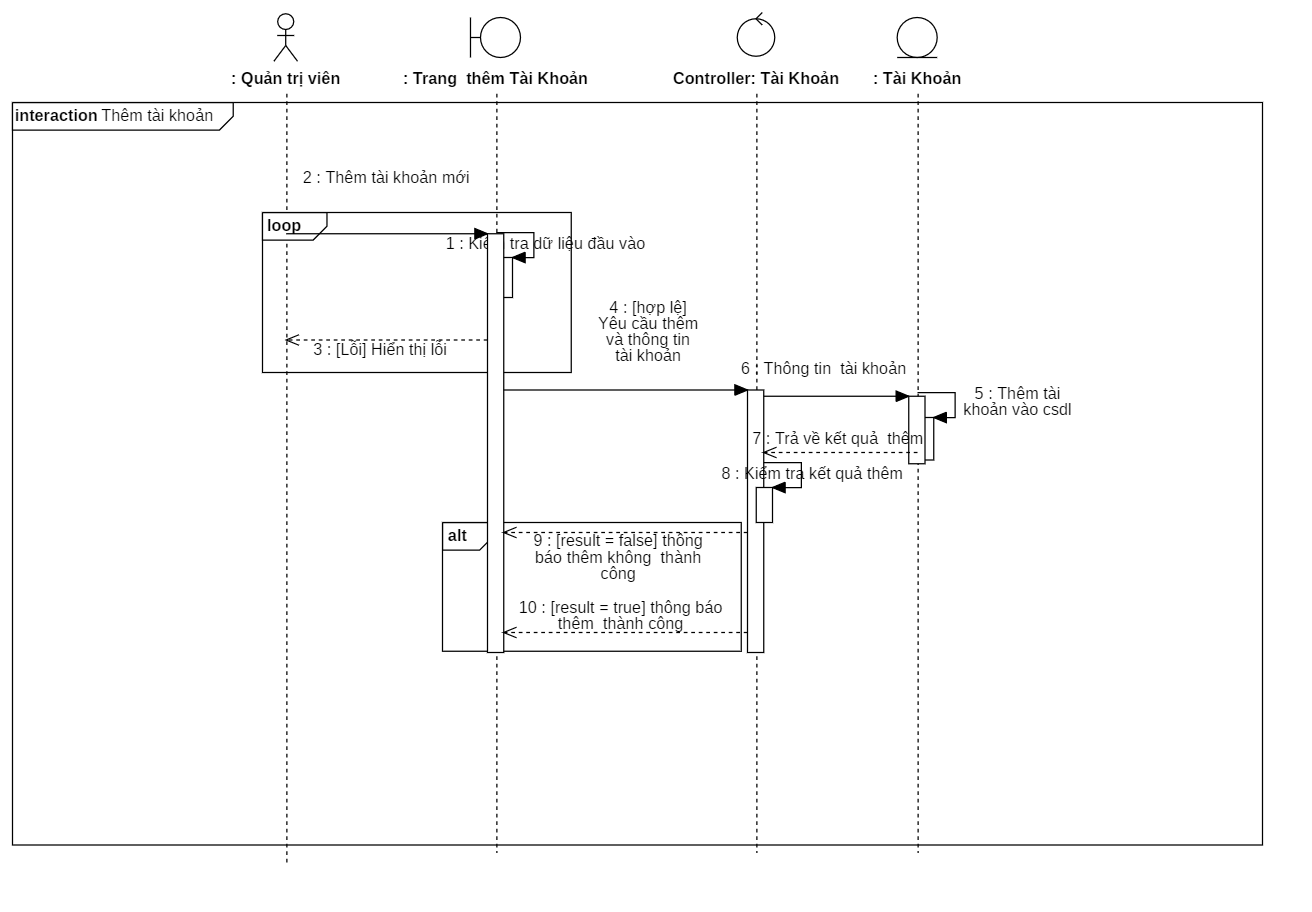 : Quản trị viên
: Trang thêm Tài Khoản
Controller: Tài Khoản
: Tài Khoản
interaction Thêm tài khoản
2 : Thêm tài khoản mới
loop
1 : Kiểm tra dữ liệu đầu vào
4 : [hợp lệ]
Yêu cầu thêm
và thông tin
tài khoản
3 : [Lỗi] Hiển thị lỗi
6 : Thông tin tài khoản
5 : Thêm tài
khoản vào csdl
7 : Trả về kết quả thêm
8 : Kiểm tra kết quả thêm
alt
9 : [result = false] thông
báo thêm không thành
công
10 : [result = true] thông báo
thêm thành công